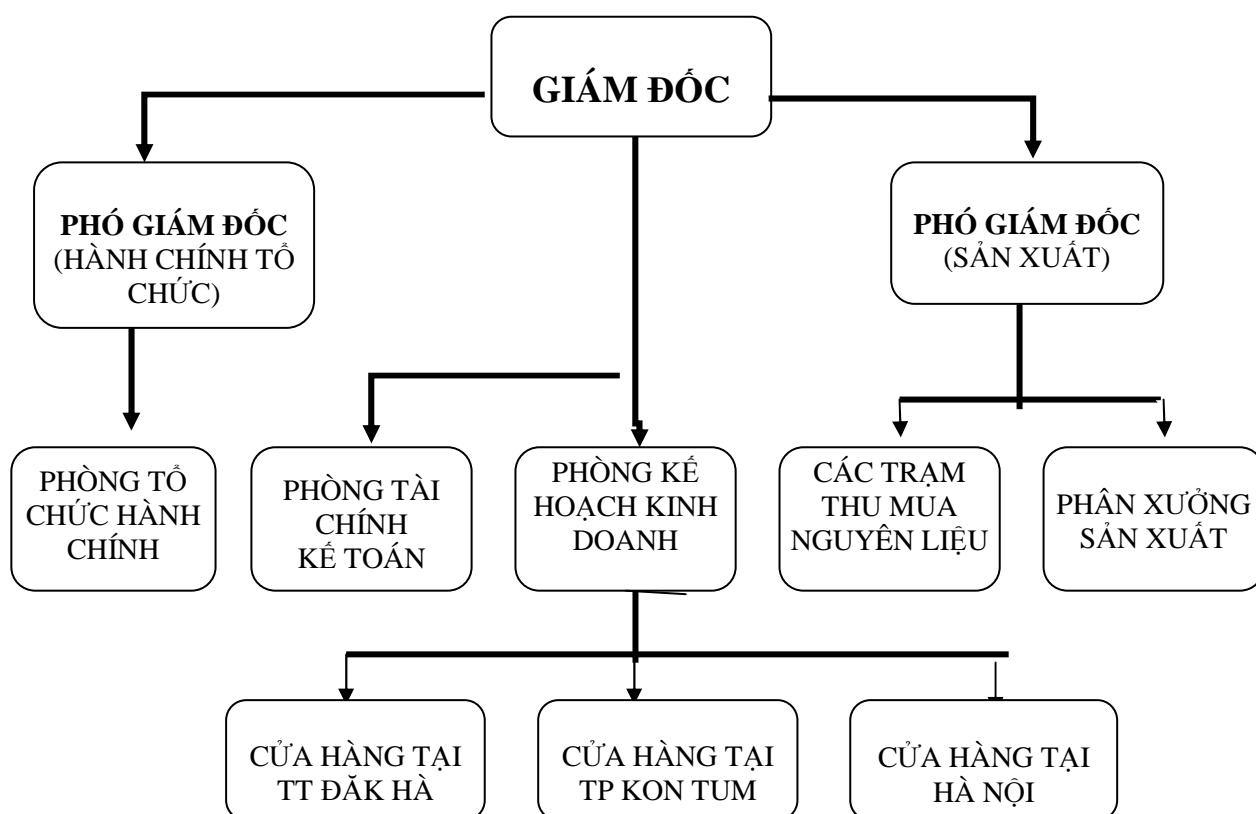 GIÁM ĐỐC
PHÓ GIÁM ĐỐC
(HÀNH CHÍNH TỔ
CHỨC)
PHÓ GIÁM ĐỐC
(SẢN XUẤT)
PHÒNG TỔ
CHỨC HÀNH
CHÍNH
PHÒNG TÀI
CHÍNH
KẾ TOÁN
PHÒNG KẾ
HOẠCH KINH
DOANH
CÁC TRẠM
THU MUA
NGUYÊN LIỆU
PHÂN XƯỞNG
SẢN XUẤT
CỬA HÀNG TẠI
TT ĐĂK HÀ
CỬA HÀNG TẠI
TP KON TUM
CỬA HÀNG TẠI
HÀ NỘI